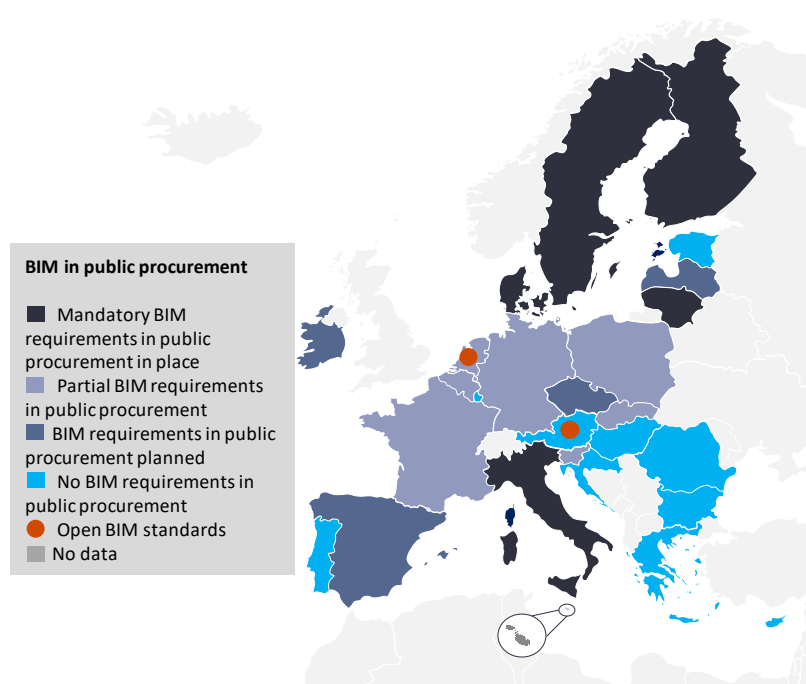 BIM in public procurement
Mandatory BIM
requirements in public
procurement in place
Partial BIM requirements
in public procurement
BIM requirements in public
procurement planned
No BIM requirements in
public procurement
Open BIM standards
No data